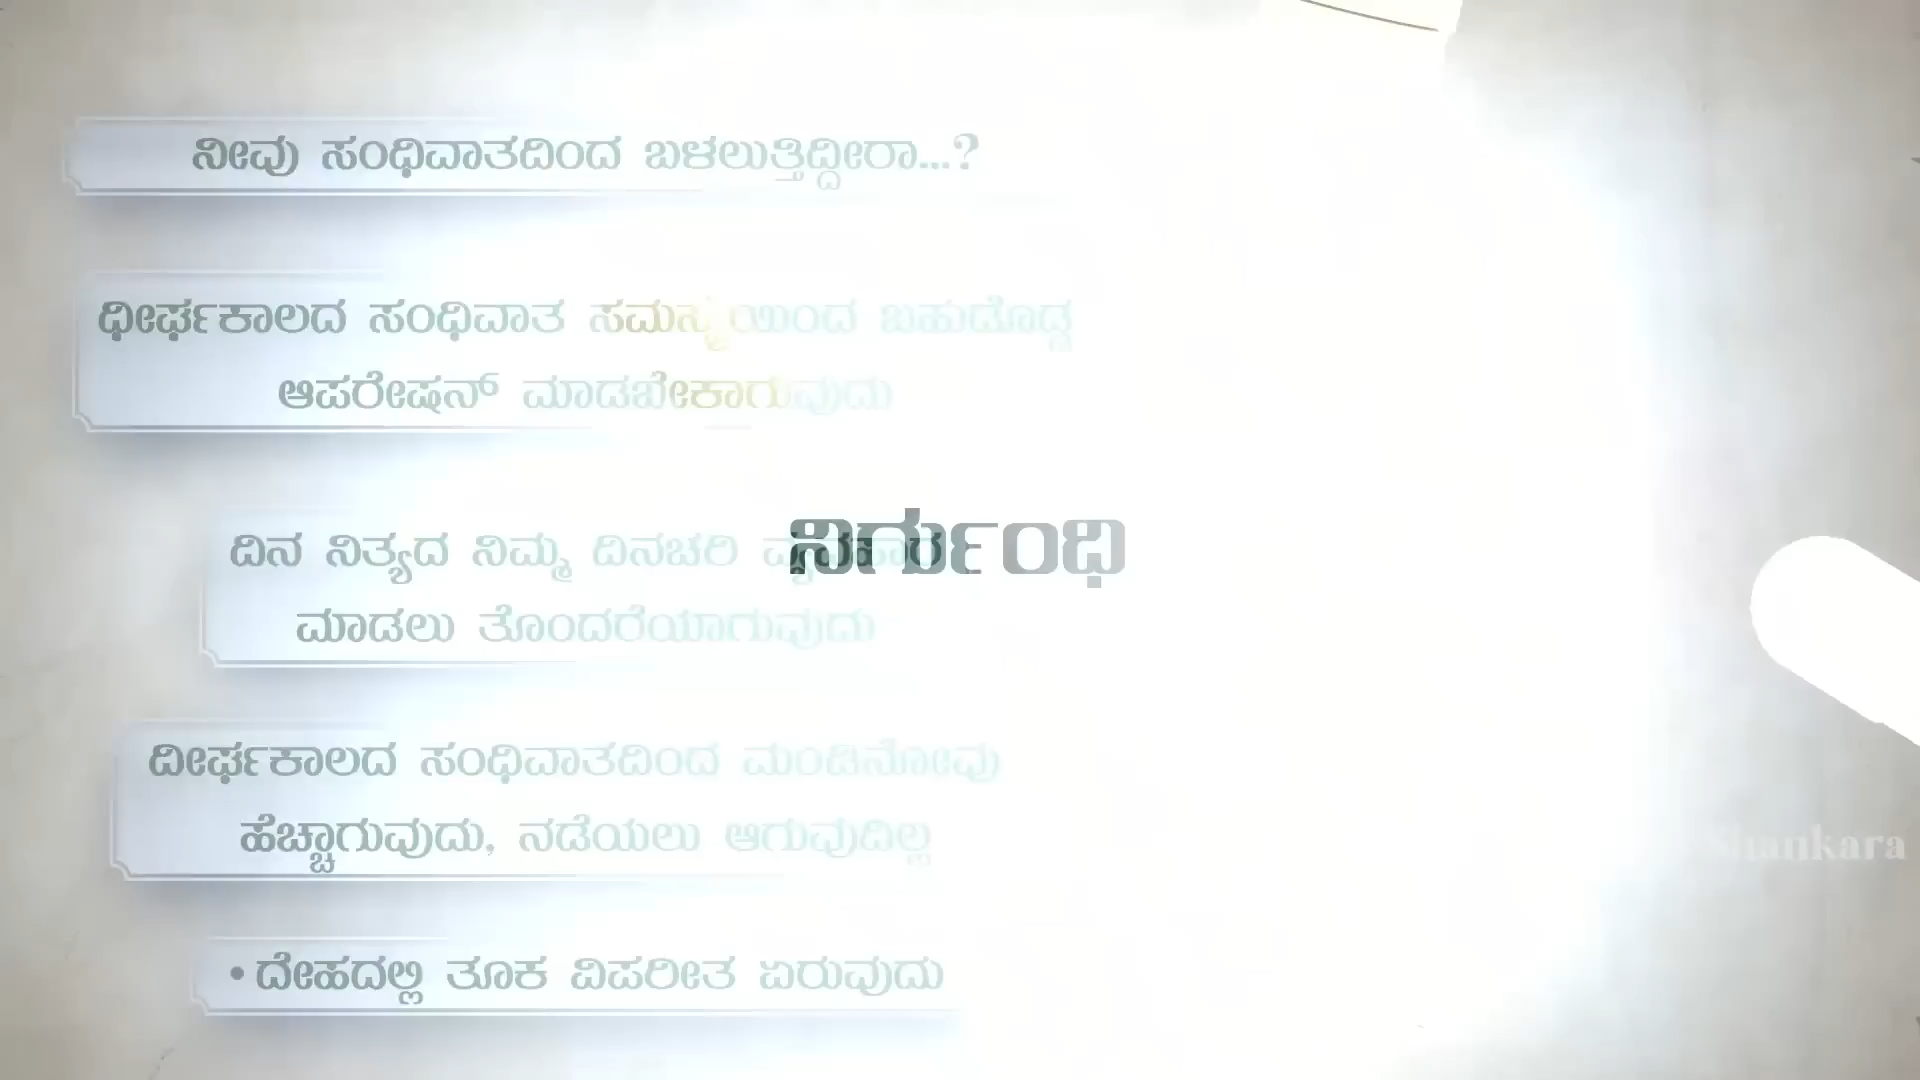 ನೀವು ಸಂಧಿವಾತದಿಂದ ಬಳಲುತ್ತಿದ್ದೀರಾ...?
ಧೀರ್ಘಕಾಲದ ಸಂಧಿವಾತ ಸಮಸ್ಯೆಯಿಂದ ಬಹುದೊಡ್ಡ
ಆಪರೇಷನ್ ಮಾಡಬೇಕಾಗುವುದು
ದಿನ ನಿತ್ಯದ ನಿಮ್ಮ ದಿನಚರಿ
ನಿರ್ಗುಂಧಿ
ಮಾಡಲು ತೊಂದರೆಯಾಗುವುದು
ದೀರ್ಘಕಾಲದ ಸಂಧಿವಾತದಿಂದ ಮಂಡಿನೋವು
ಹೆಚ್ಚಾಗುವುದು, ನಡೆಯಲು ಆಗುವುದಿಲ್ಲ
Shankara
• ದೇಹದಲ್ಲಿ ತೂಕ ವಿಪರೀತ ಏರುವುದು